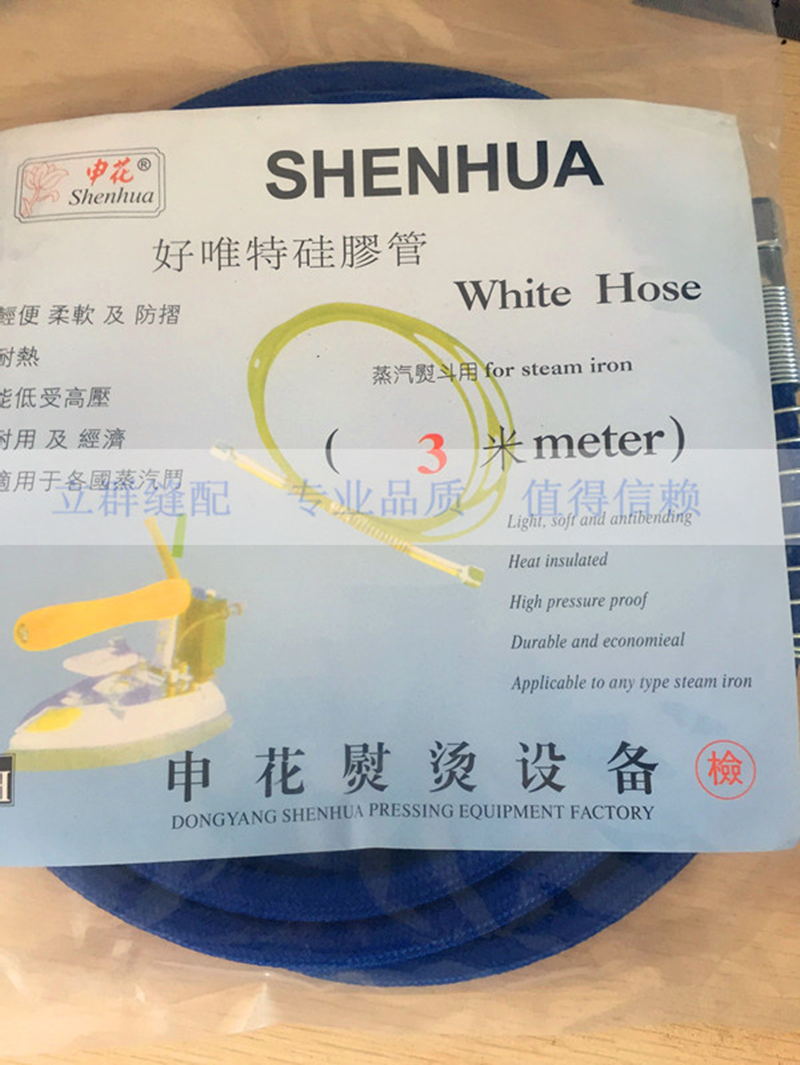 申花®
Shenhua
SHENHUA
好唯特硅膠管
White Hose
輕便 柔軟 及 防摺
耐熱
能低受高壓
耐用 及 經濟
適用于各國蒸汽鬥
蒸汽熨斗用 for steam iron
( 3 米 meter)
立群缝配 专业品质 值得信赖
Light, soft and antibending
Heat insulated
High pressure proof
Durable and economieal
Applicable to any type steam iron
申花熨烫设备
檢
DONGYANG SHENHUA PRESSING EQUIPMENT FACTORY
H